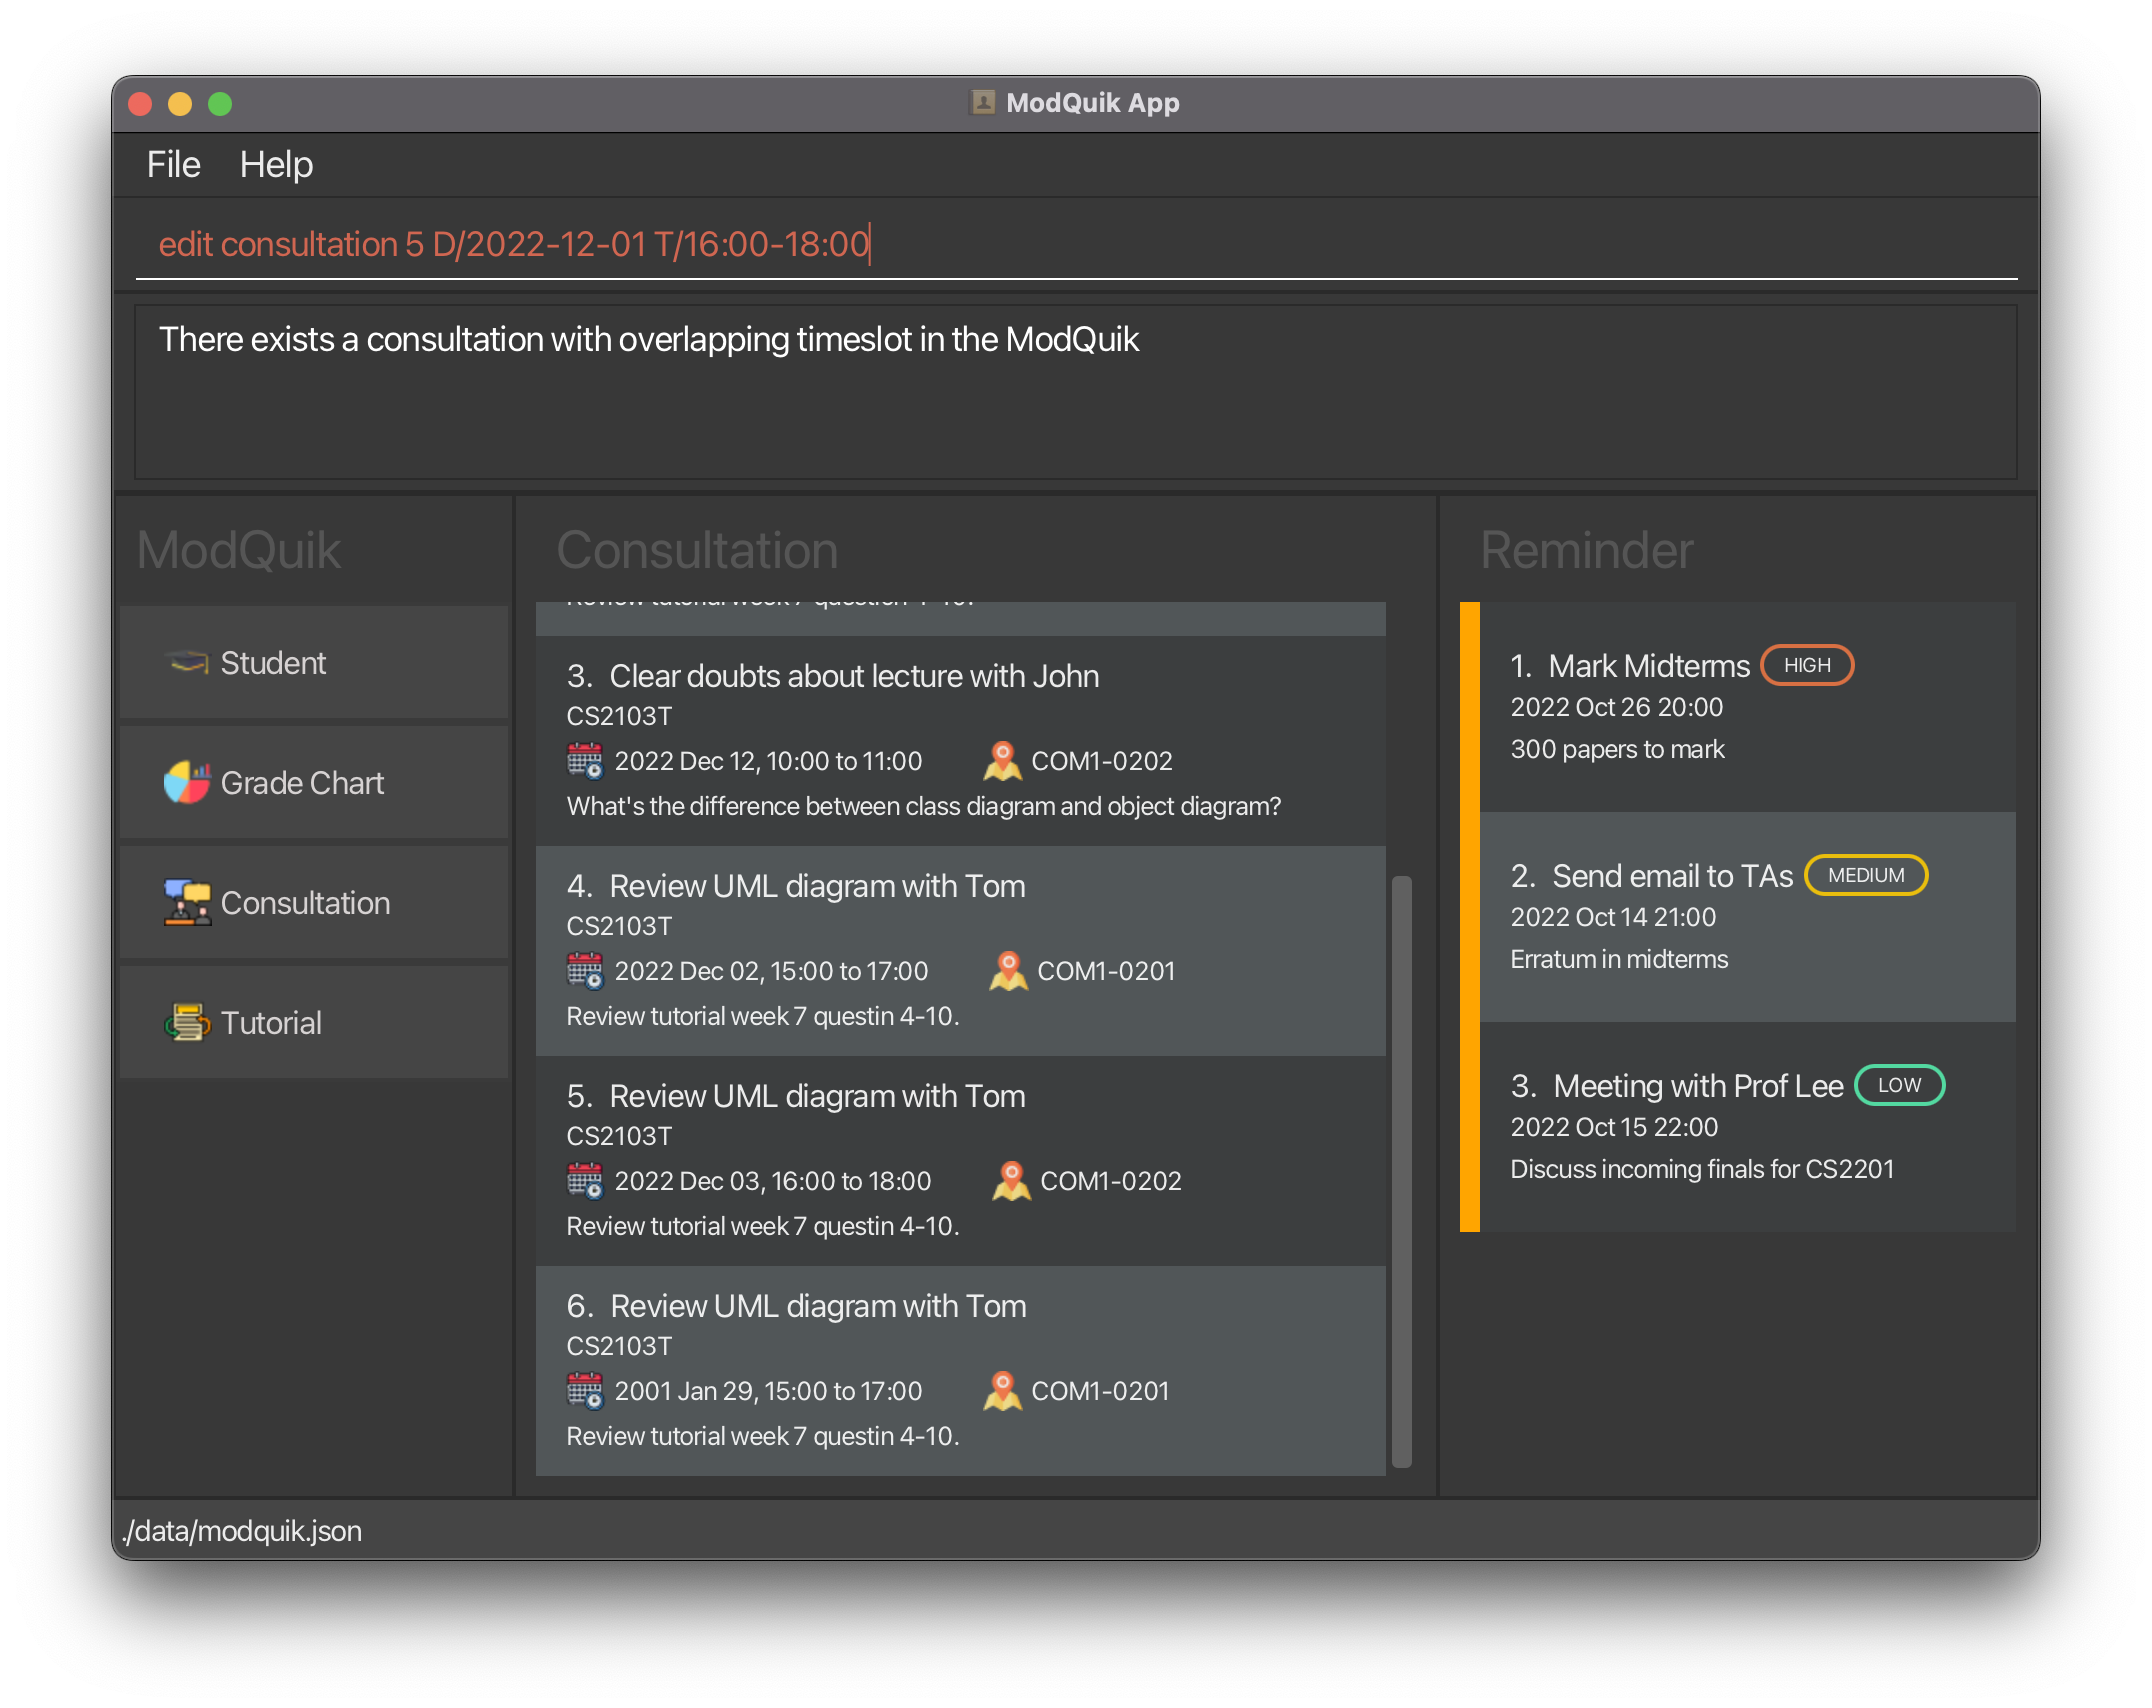 ModQuik App
File Help
edit consultation 5 D/2022-12-01 T/16:00-18:00
There exists a consultation with overlapping timeslot in the ModQuik
ModQuik
Student
Grade Chart
Consultation
Tutorial
Consultation
Review tutorial week 7 questin 4-10.
3. Clear doubts about lecture with John
CS2103T
2022 Dec 12, 10:00 to 11:00 COM1-0202
What's the difference between class diagram and object diagram?
4. Review UML diagram with Tom
CS2103T
2022 Dec 02, 15:00 to 17:00 COM1-0201
Review tutorial week 7 questin 4-10.
5. Review UML diagram with Tom
CS2103T
2022 Dec 03, 16:00 to 18:00 COM1-0202
Review tutorial week 7 questin 4-10.
6. Review UML diagram with Tom
CS2103T
2001 Jan 29, 15:00 to 17:00 COM1-0201
Review tutorial week 7 questin 4-10.
Reminder
1. Mark Midterms HIGH
2022 Oct 26 20:00
300 papers to mark
2. Send email to TAs MEDIUM
2022 Oct 14 21:00
Erratum in midterms
3. Meeting with Prof Lee LOW
2022 Oct 15 22:00
Discuss incoming finals for CS2201
./data/modquik.json